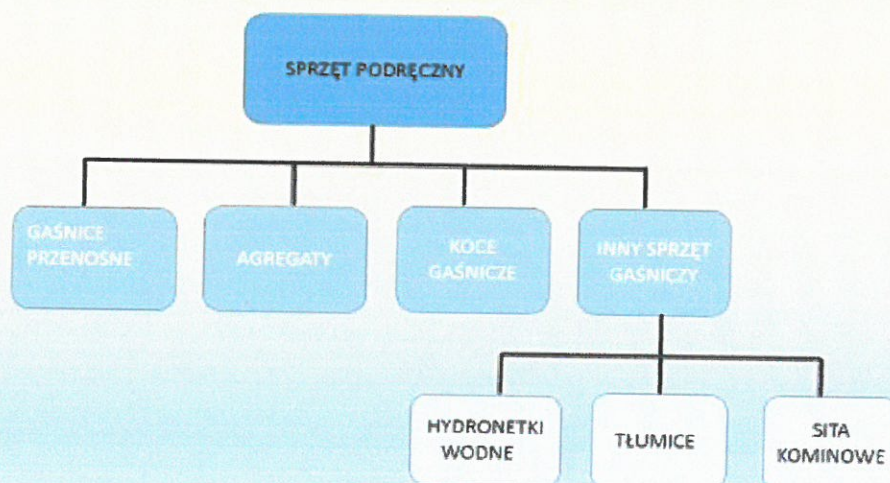 SPRZĘT PODRĘCZNY
GAŚNICE
PRZENOŚNE
AGREGATY
KOCE
GAŚNICZE
INNY SPRZĘT
GAŚNICZY
HYDRONETKI
WODNE
TŁUMICE
SITA
KOMINOWE